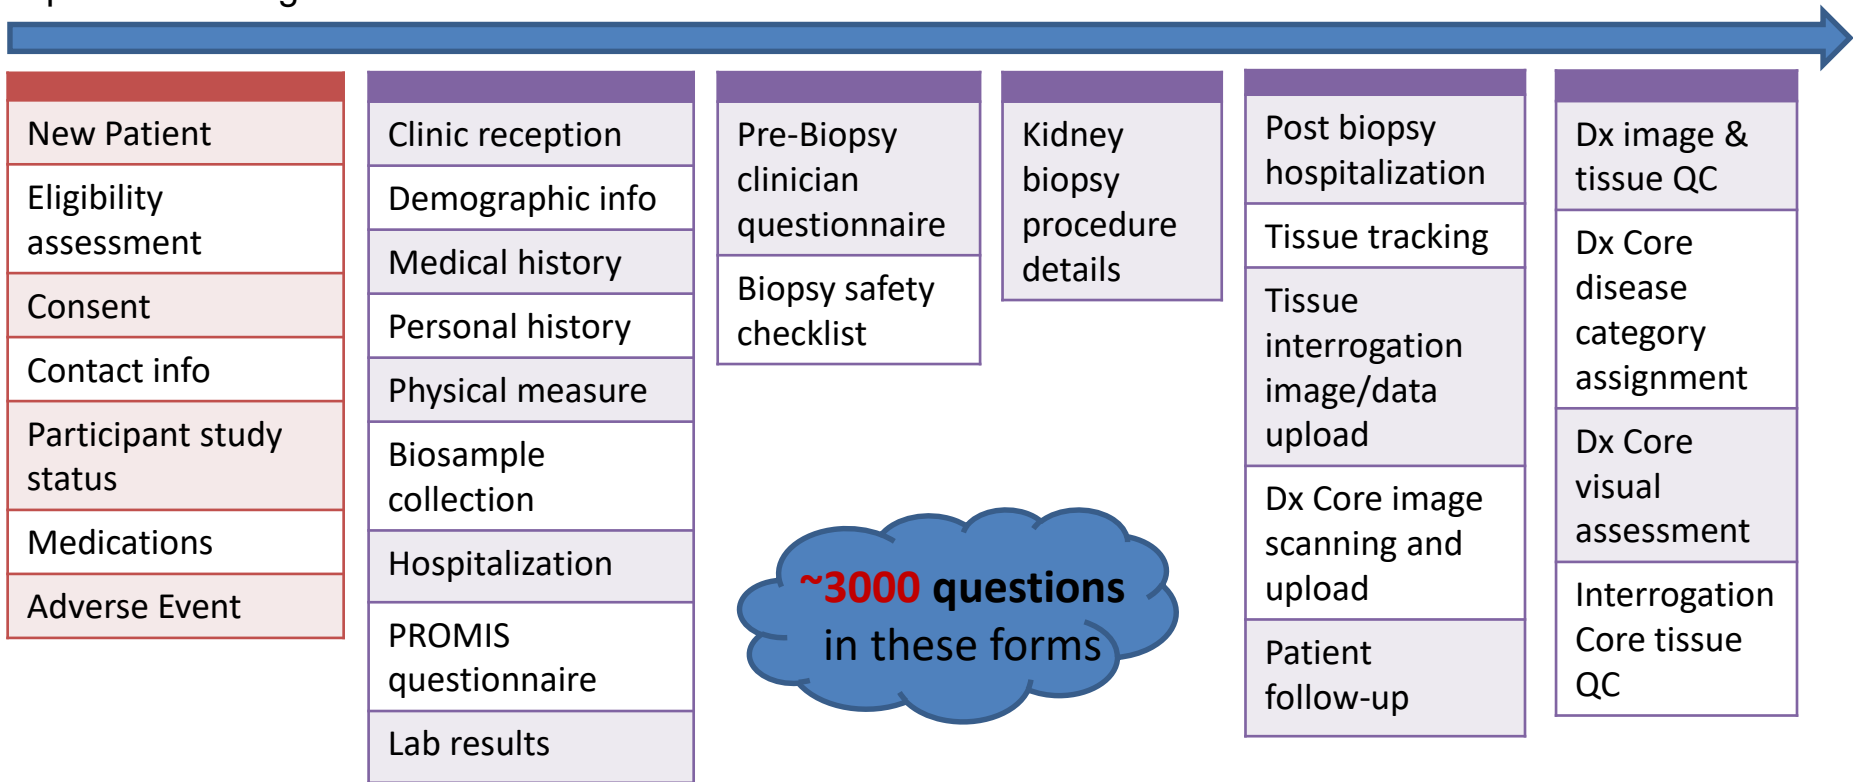 New Patient
Eligibility
assessment
Consent
Contact info
Participant study
status
Medications
Adverse Event
Clinic reception
Demographic info
Medical history
Personal history
Physical measure
Biosample
collection
Hospitalization
PROMIS
questionnaire
Lab results
Pre-Biopsy
clinician
questionnaire
Biopsy safety
checklist
Kidney
biopsy
procedure
details
~3000 questions
in these forms
Post biopsy
hospitalization
Tissue tracking
Tissue
interrogation
image/data
upload
Dx Core image
scanning and
upload
Patient
follow-up
Dx image &
tissue QC
Dx Core
disease
category
assignment
Dx Core
visual
assessment
Interrogation
Core tissue
QC